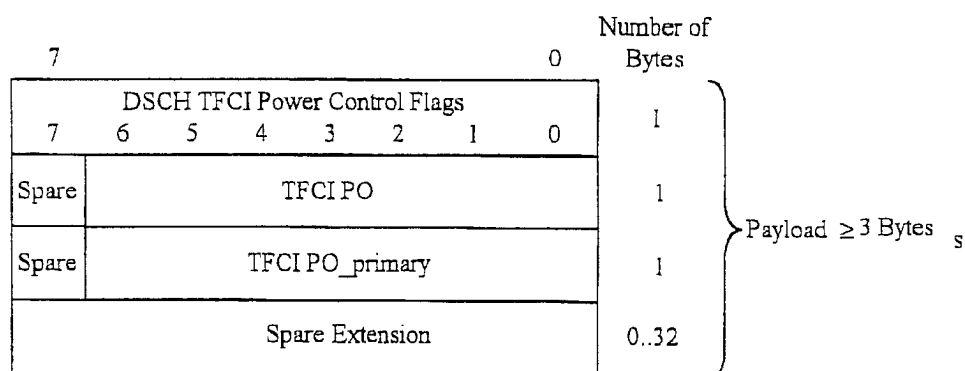 Number of
7 0 Bytes
DSCH TFCI Power Control Flags
7 6 5 4 3 2 1 0 1
Spare TFCI PO 1
Payload ≥ 3 Bytes s
Spare TFCI PO_primary 1
Spare Extension 0..32